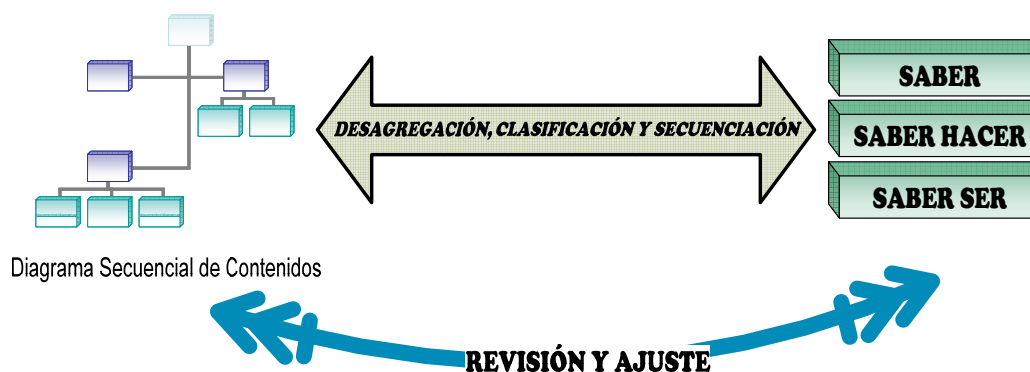 SABER
DESAGREGACIÓN, CLASIFICACIÓN Y SECUENCIACIÓN
SABER HACER
SABER SER
Diagrama Secuencial de Contenidos
REVISIÓN Y AJUSTE